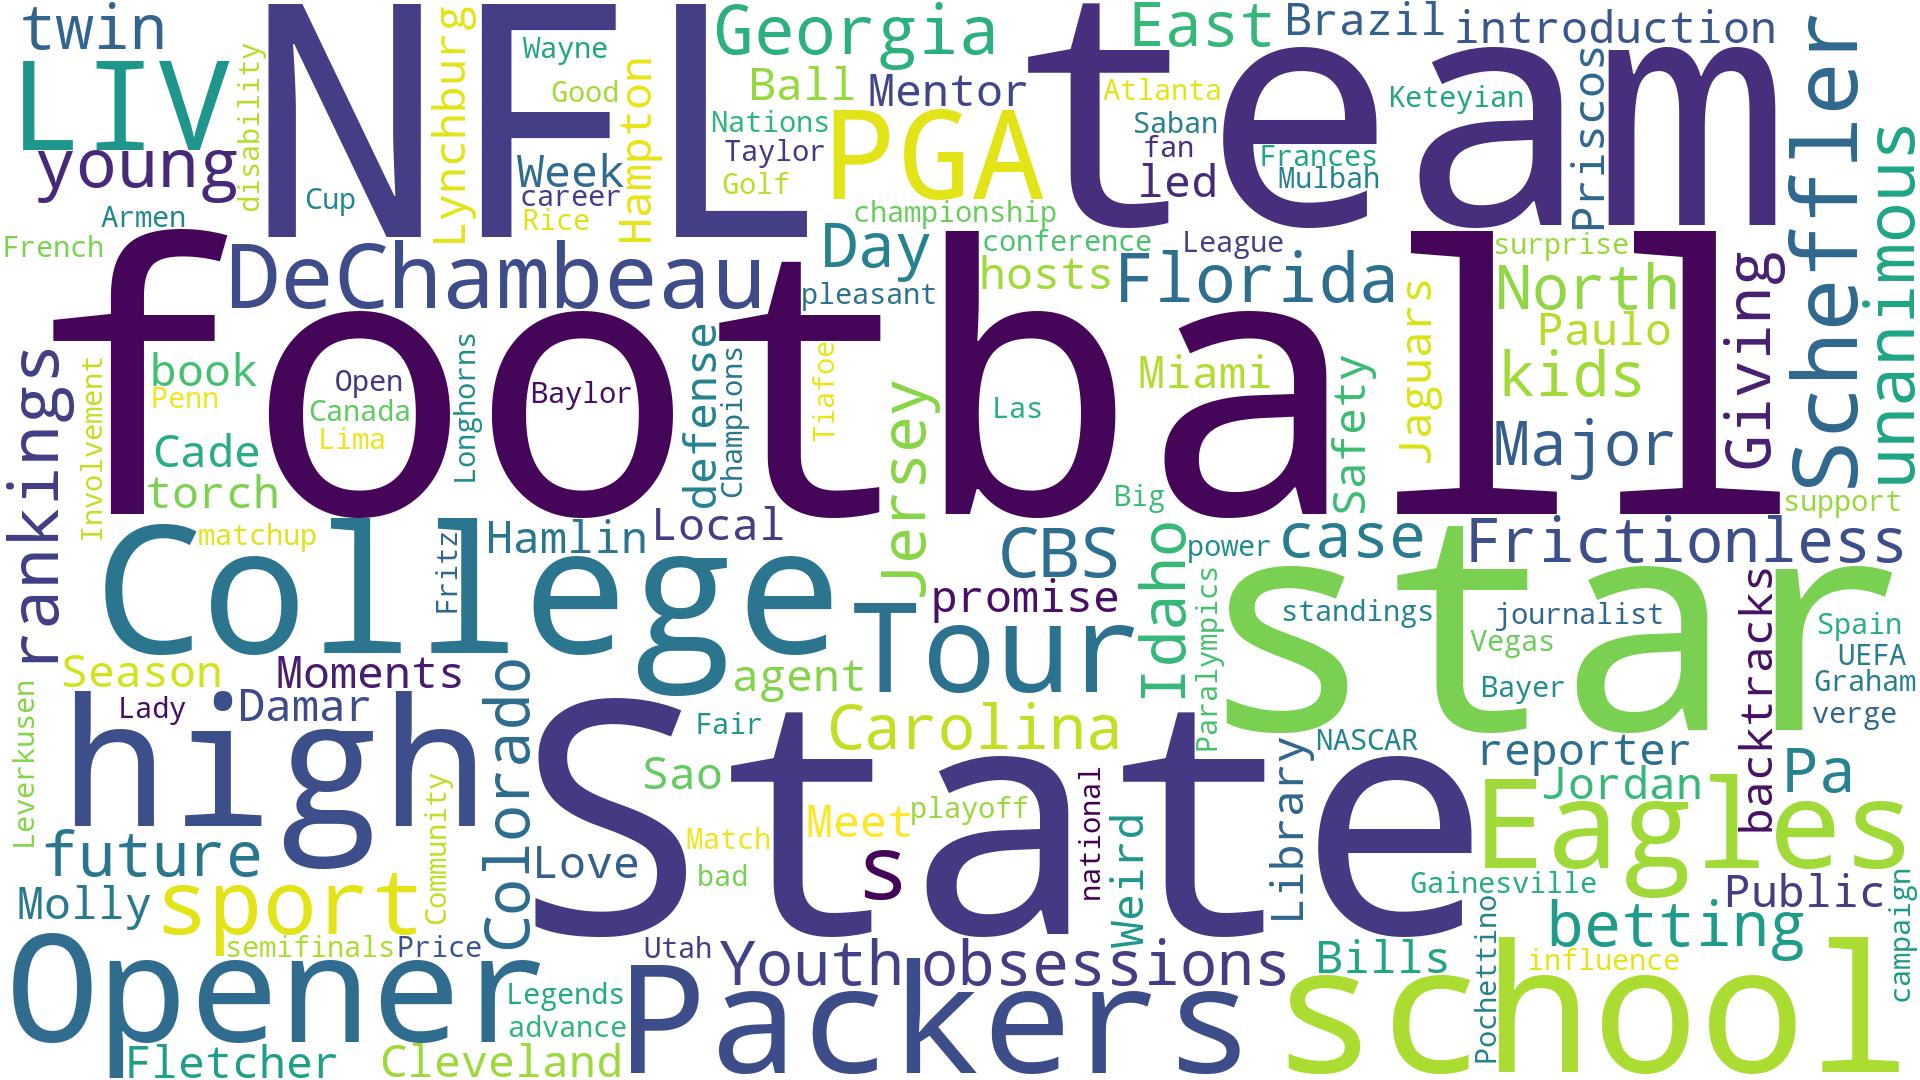 NFL
team
football
twin
LIV
young
disability
Armen
French
Cup
Lynchburg
Wayne
Good
Hampton
Week
career
Rice
Georgia
Ball
Mentor
Nations
Taylor
Golf
PGA
championship
East
Brazil
introduction
Atlanta
Saban
fan
led
Keteyian
Frances
Mulbah
Priscos
Scheffler
unanimous
DeChambeau
Day
pleasant
conference
hosts
League
Florida
surprise
North
Paulo
kids
Major
Giving
Jaguars
Safety
Miami
Big
Las
support
rankings
Involvement
book
Penn
Cade
torch
Open
Canada
Lima
Longhorns
Baylor
defense
Champions
Tiafoe
Jersey
matchup
College
Fritz
Hamlin
Local
CBS
promise
Tour
agent
Idaho
power
case
Frictionless
star
standings
journalist
Vegas
Bayer
Paralympics
backtracks
Spain
UEFA
Graham
verge
Season
Moments
Lady
Damar
Leverkusen
high
Colorado
Community
State
Fair
Carolina
Sao
Match
bad
Meet
playoff
s
national
Weird
Library
NASCAR
reporter
Jordan
Pa
Eagles
Love
future
Molly
sport
semifinals
Price
Gainesville
Public
betting
campaign
Opener
Utah
Youth
obsessions
Bills
influence
Pochettino
Legends
advance
Packers
school
Fletcher
Cleveland